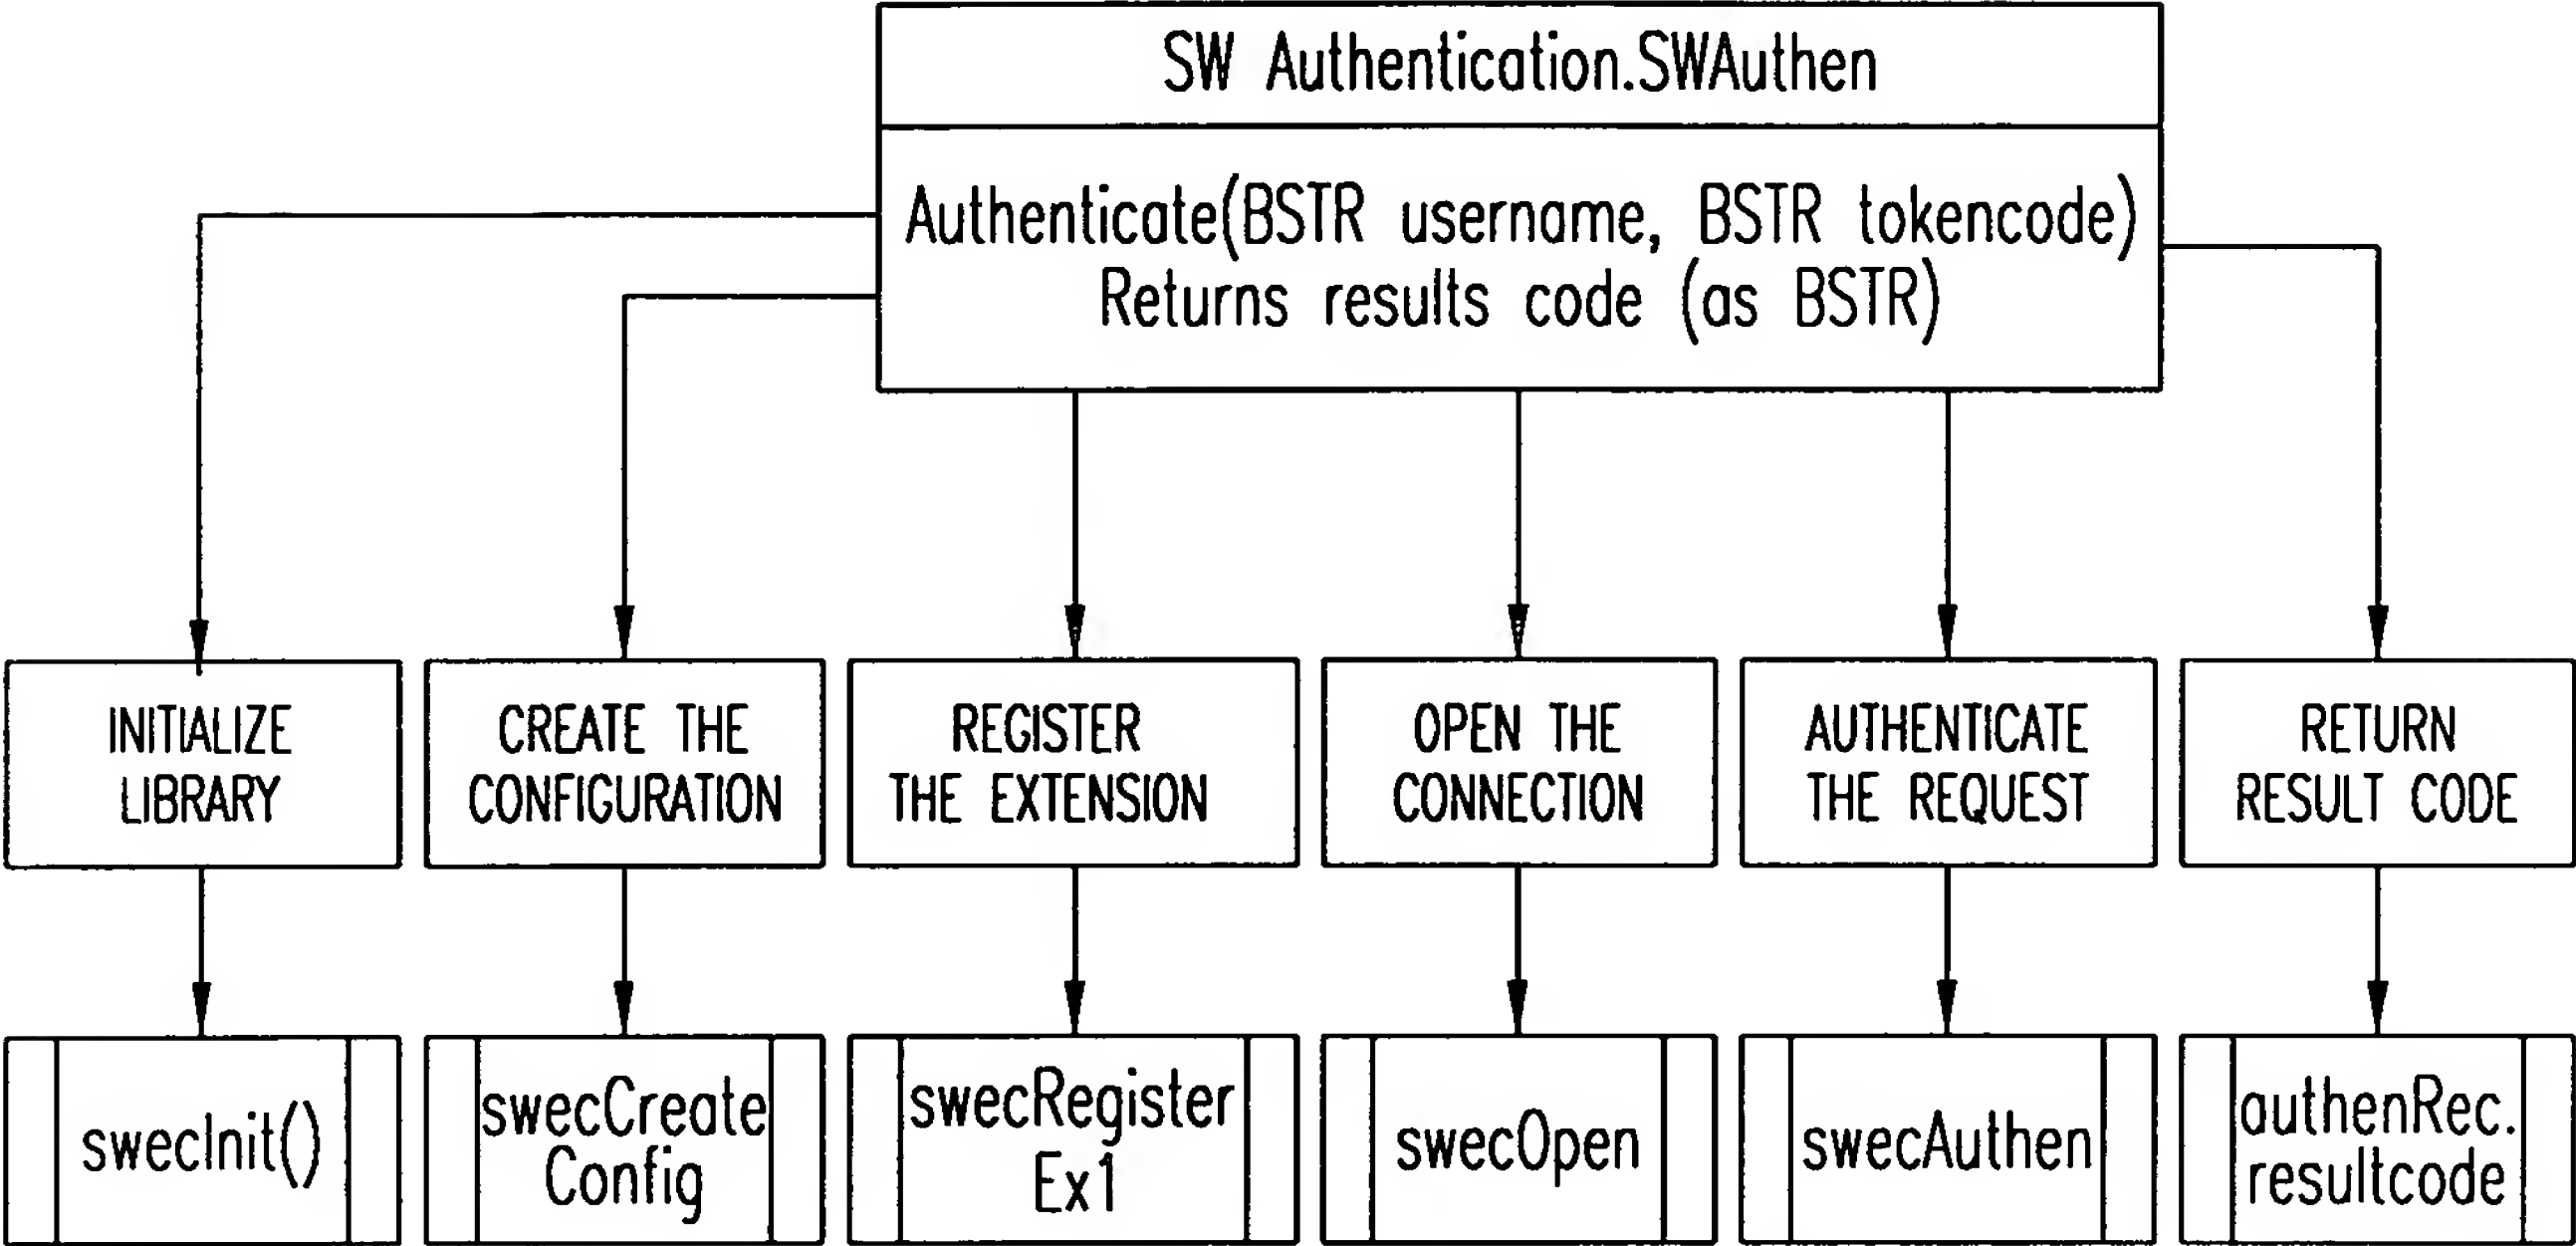 SW Authentication.SWAuthen
Authenticate(BSTR username, BSTR tokencode)
Returns results code (as BSTR)
INITIALIZE
LIBRARY
CREATE THE
CONFIGURATION
REGISTER
THE EXTENSION
OPEN THE
CONNECTION
AUTHENTICATE
THE REQUEST
RETURN
RESULT CODE
swecInit()
swecCreate
Config
swecRegister
Ex1
swecOpen
swecAuthen
authenRec.
resultcode